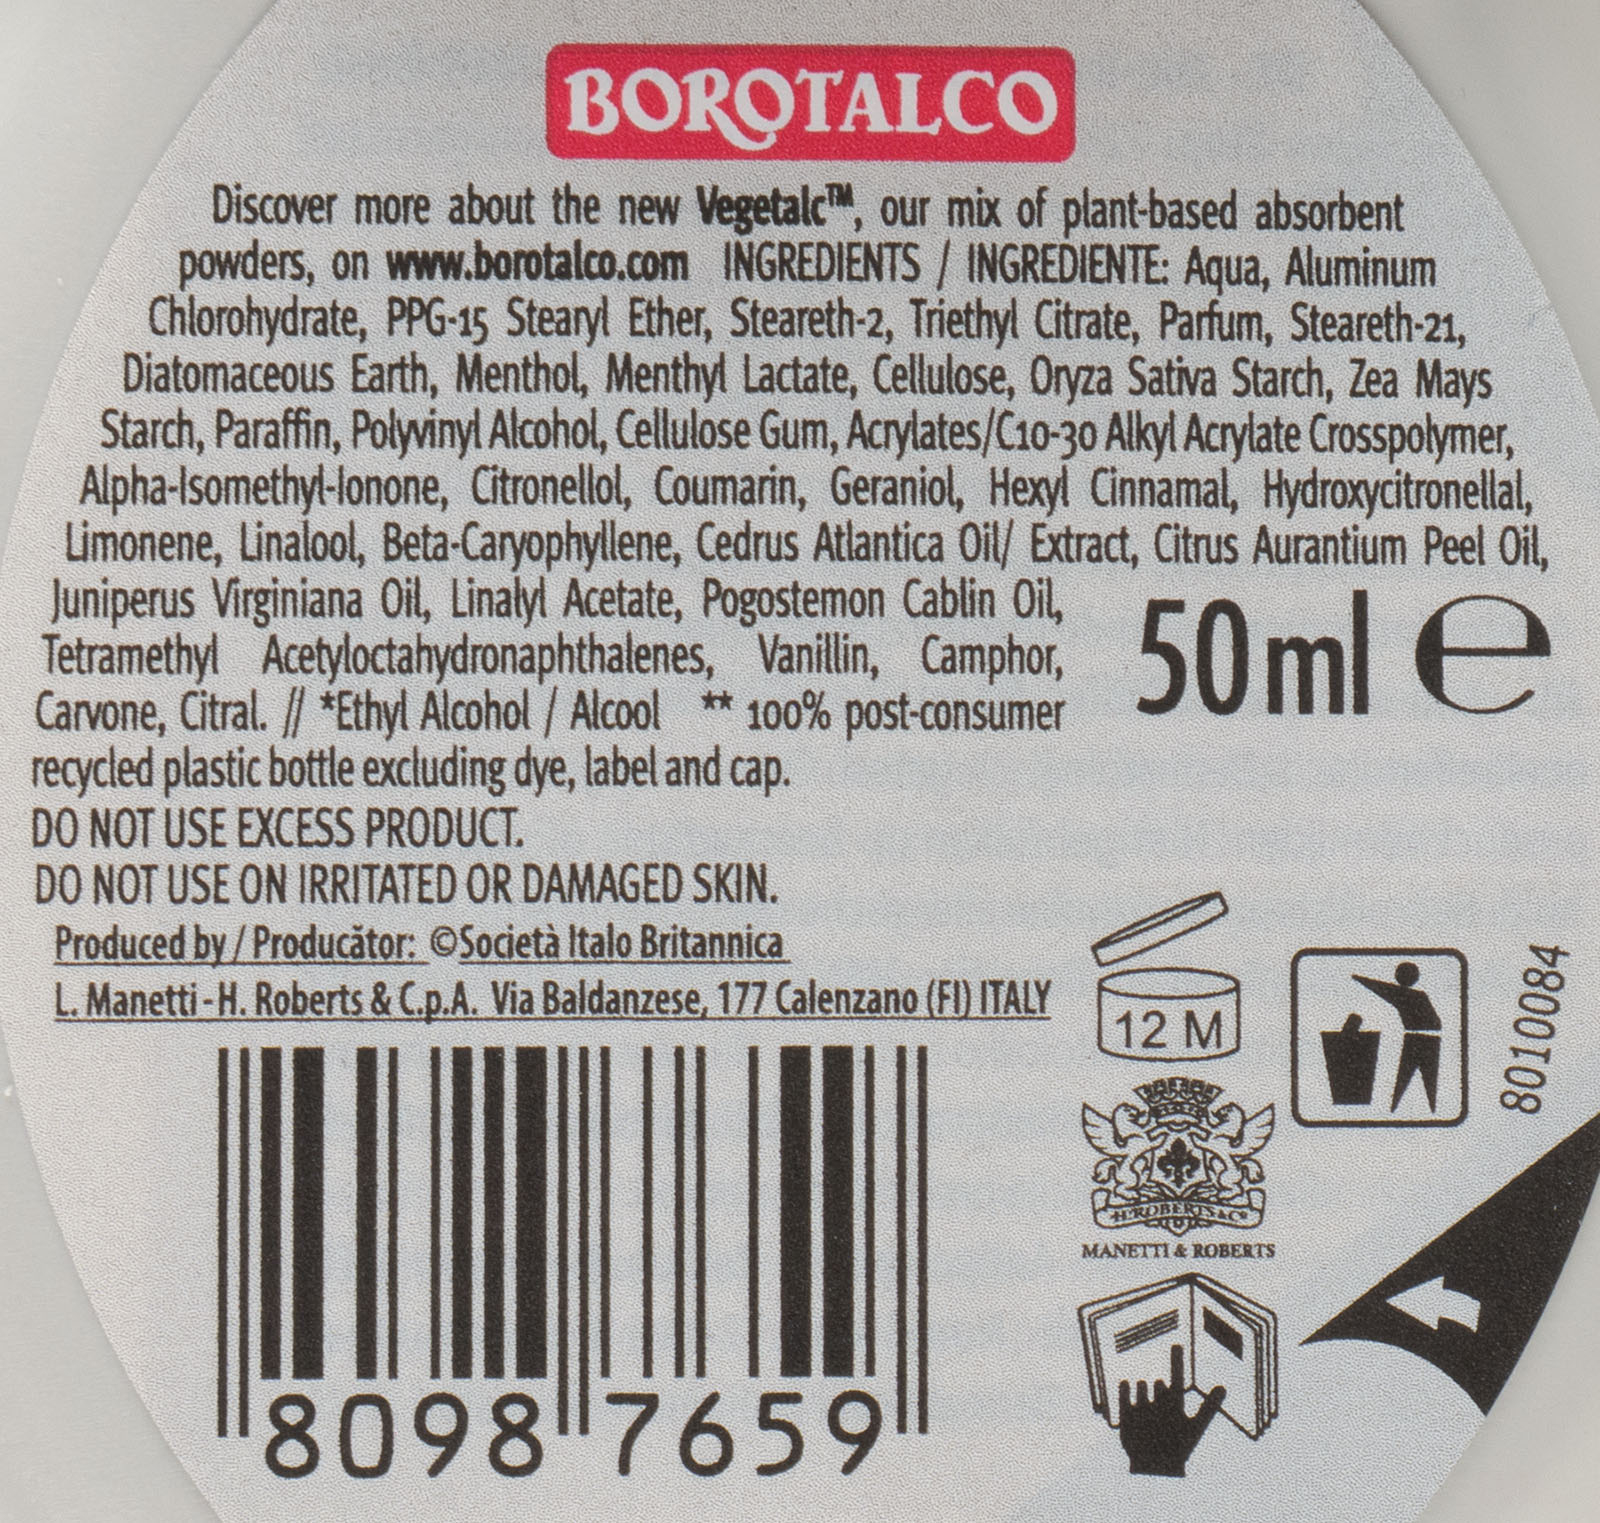 BOROTALCO
Discover more about the new Vegetalc™, our mix of plant-based absorbent
powders, on www.borotalco.com INGREDIENTS / INGREDIENTE: Aqua, Aluminum
Chlorohydrate, PPG-15 Stearyl Ether, Steareth-2, Triethyl Citrate, Parfum, Steareth-21,
Diatomaceous Earth, Menthol, Menthyl Lactate, Cellulose, Oryza Sativa Starch, Zea Mays
Starch, Paraffin, Polyvinyl Alcohol, Cellulose Gum, Acrylates/C10-30 Alkyl Acrylate Crosspolymer,
Alpha-Isomethyl-Ionone, Citronellol, Coumarin, Geraniol, Hexyl Cinnamal, Hydroxycitronellal,
Limonene, Linalool, Beta-Caryophyllene, Cedrus Atlantica Oil/ Extract, Citrus Aurantium Peel Oil,
Juniperus Virginiana Oil, Linalyl Acetate, Pogostemon Cablin Oil,
Tetramethyl Acetyloctahydronaphthalenes, Vanillin, Camphor,
Carvone, Citral. // *Ethyl Alcohol / Alcool ** 100% post-consumer
recycled plastic bottle excluding dye, label and cap.
50 ml ℮
DO NOT USE EXCESS PRODUCT.
DO NOT USE ON IRRITATED OR DAMAGED SKIN.
Produced by / Producător: ©Società Italo Britannica
L. Manetti - H. Roberts & C.p.A. Via Baldanzese, 177 Calenzano (FI) ITALY
12 M
8010084
H. ROBERTS & Co
MANETTI & ROBERTS
8098 7659